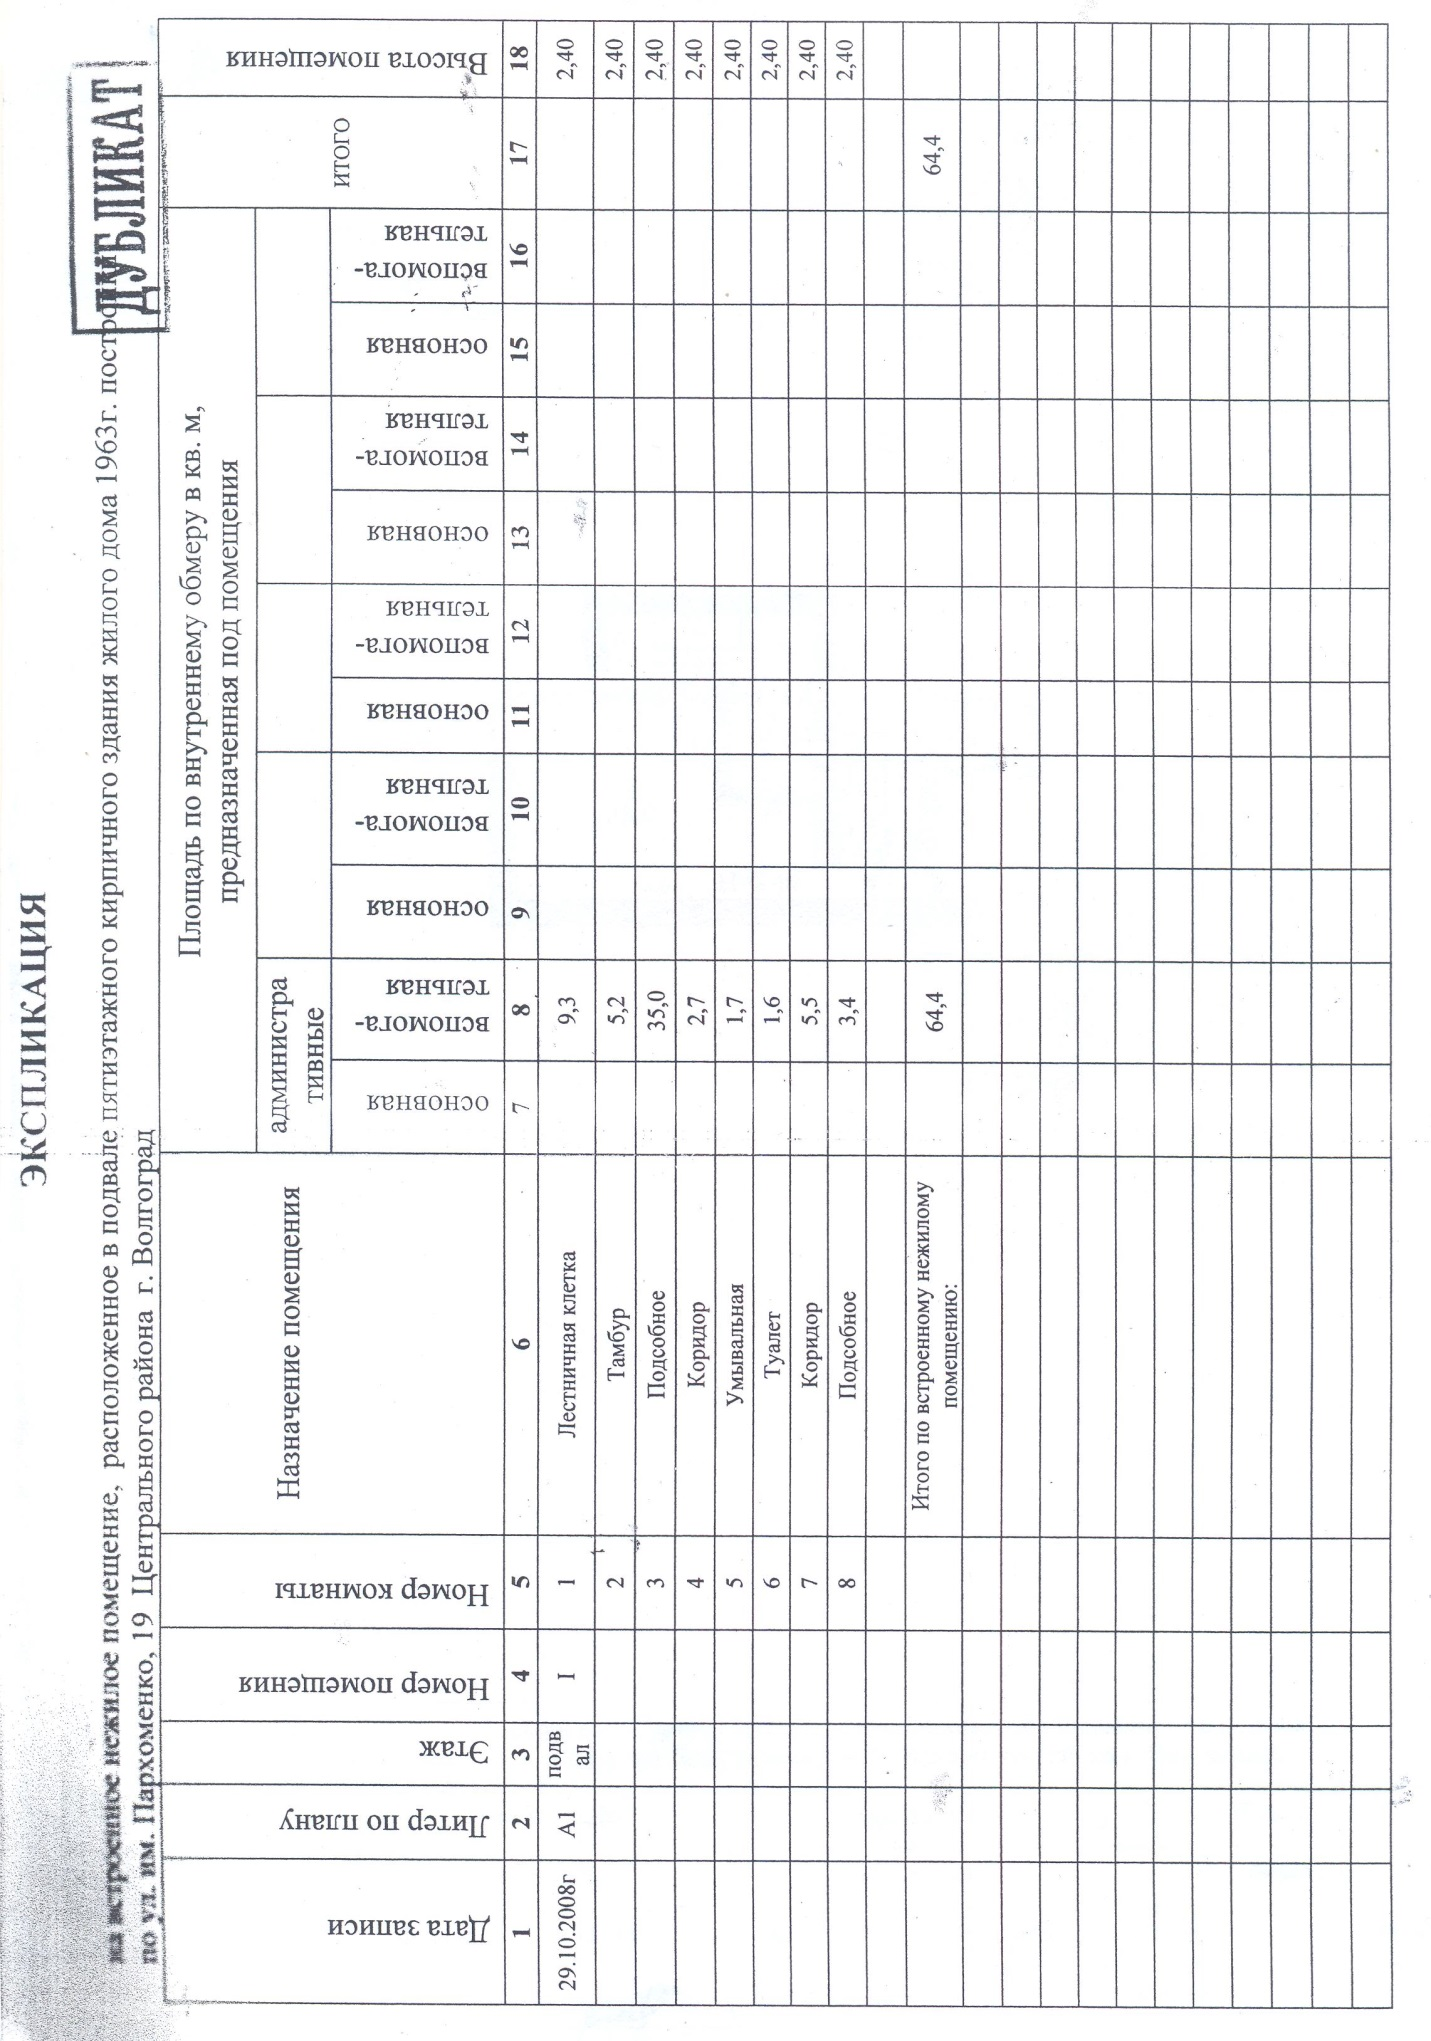 ЭКСПЛИКАЦИЯ
ДУБЛИКАТ
на встроенное нежилое помещение, расположенное в подвале пятиэтажного кирпичного здания жилого дома 1963г.
по ул. им. Пархоменко, 19 Центрального района г. Волгоград
Дата записи
Литер по плану
Этаж
Номер помещения
Номер комнаты
Назначение помещения
Площадь по внутреннему обмеру в кв. м,
предназначенная под помещения
администра
тивные
основная
вспомога-
тельная
основная
вспомога-
тельная
основная
вспомога-
тельная
основная
вспомога-
тельная
основная
вспомога-
тельная
ИТОГО
Высота помещения
1 2 3 4 5 6 7 8 9 10 11 12 13 14 15 16 17 18
29.10.2008г А1 подв
ал I 1 Лестничная клетка 9,3 2,40
2 Тамбур 5,2 2,40
3 Подсобное 35,0 2,40
4 Коридор 2,7 2,40
5 Умывальная 1,7 2,40
6 Туалет 1,6 2,40
7 Коридор 5,5 2,40
8 Подсобное 3,4 2,40
Итого по встроенному нежилому
помещению: 64,4 64,4